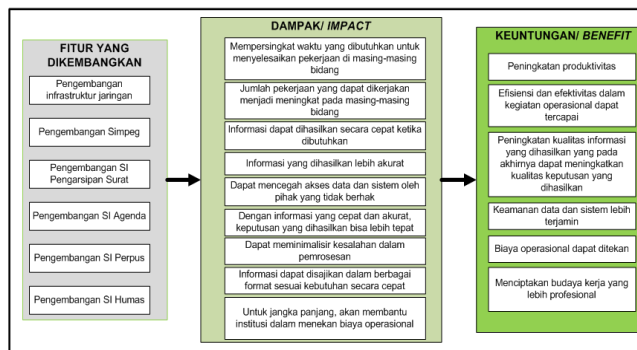 FITUR YANG
DIKEMBANGKAN
Pengembangan
infrastruktur jaringan
Pengembangan Simpeg
Pengembangan SI
Pengarsipan Surat
Pengembangan SI Agenda
Pengembangan SI Perpus
Pengembangan SI Humas
DAMPAK/ IMPACT
Mempersingkat waktu yang dibutuhkan untuk
menyelesaikan pekerjaan di masing-masing
bidang
Jumlah pekerjaan yang dapat dikerjakan
menjadi meningkat pada masing-masing
bidang
Informasi dapat dihasilkan secara cepat ketika
dibutuhkan
Informasi yang dihasilkan lebih akurat
Dapat mencegah akses data dan sistem oleh
pihak yang tidak berhak
Dengan informasi yang cepat dan akurat,
keputusan yang dihasilkan bisa lebih tepat
Dapat meminimalisir kesalahan dalam
pemrosesan
Informasi dapat disajikan dalam berbagai
format sesuai kebutuhan secara cepat
Untuk jangka panjang, akan membantu
institusi dalam menekan biaya operasional
KEUNTUNGAN/ BENEFIT
Peningkatan produktivitas
Efisiensi dan efektivitas dalam
kegiatan operasional dapat
tercapai
Peningkatan kualitas informasi
yang dihasilkan yang pada
akhirnya dapat meningkatkan
kualitas keputusan yang
dihasilkan
Keamanan data dan sistem lebih
terjamin
Biaya operasional dapat ditekan
Menciptakan budaya kerja yang
lebih profesional